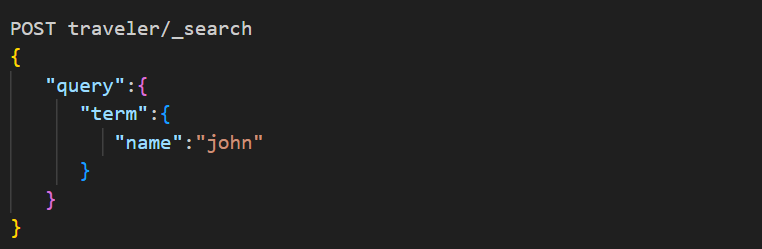 POST traveler/_search
{
"query":{
"term":{
"name":"john"
}
}
}